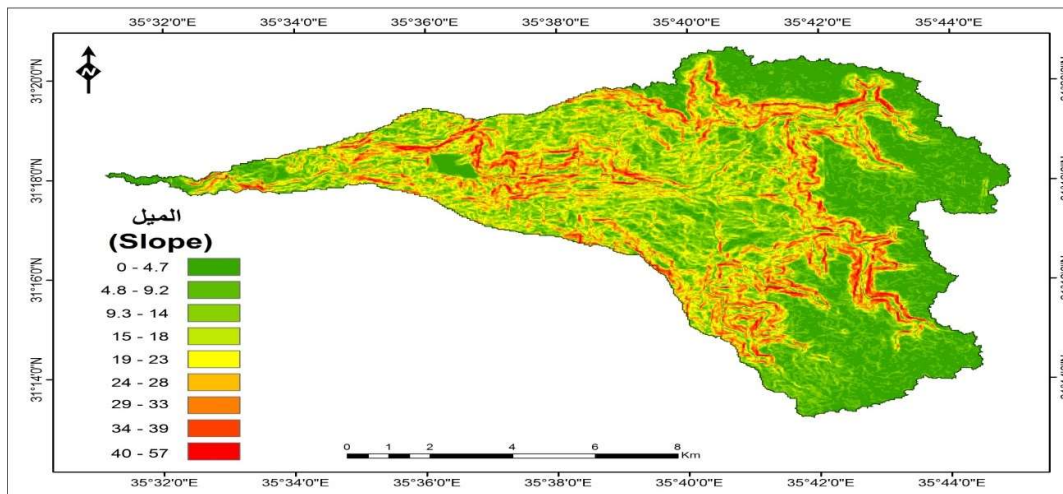 35°32'0"E 35°34'0"E 35°36'0"E 35°38'0"E 35°40'0"E 35°42'0"E 35°44'0"E
N
31°20'0"N
31°18'0"N
31°16'0"N
31°14'0"N
الميل
(Slope)
0 - 4.7
4.8 - 9.2
9.3 - 14
15 - 18
19 - 23
24 - 28
29 - 33
34 - 39
40 - 57
0 1 2 4 6 8
Km
35°32'0"E 35°34'0"E 35°36'0"E 35°38'0"E 35°40'0"E 35°42'0"E 35°44'0"E